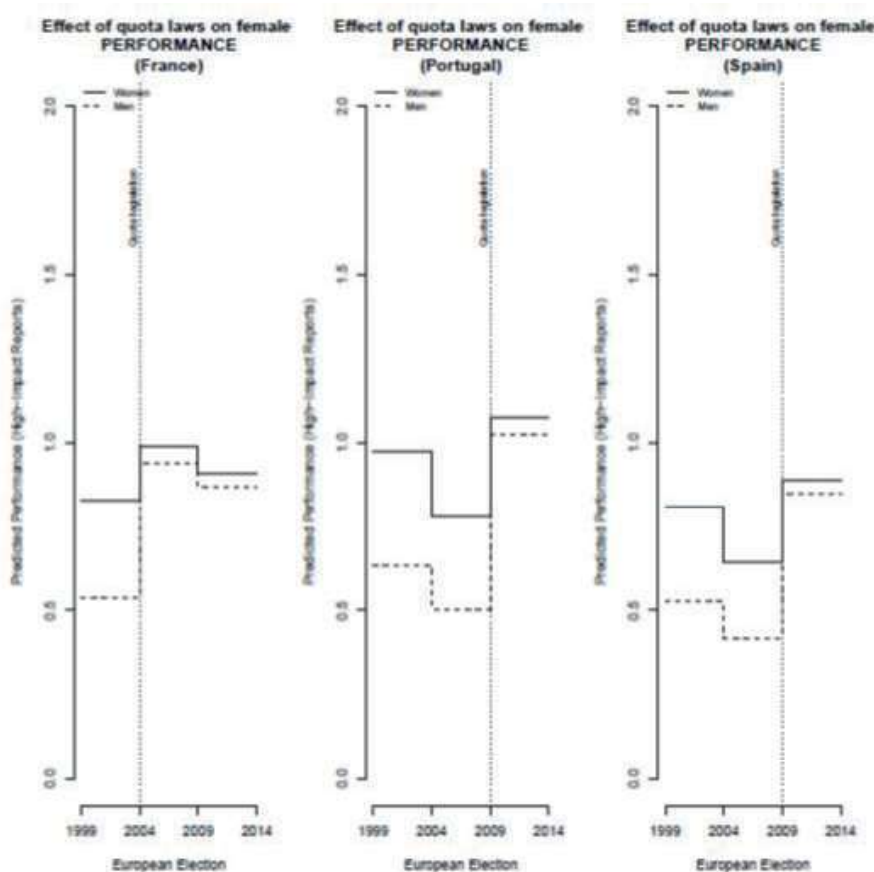 Effect of quota laws on female
PERFORMANCE
(France)
Women
Men
Quota legislation
Predicted Performance (High-Impact Reports)
0.0
0.5
1.0
1.5
2.0
1999
2004
2009
2014
European Election
Effect of quota laws on female
PERFORMANCE
(Portugal)
Women
Men
Quota legislation
Predicted Performance (High-Impact Reports)
0.0
0.5
1.0
1.5
2.0
1999
2004
2009
2014
European Election
Effect of quota laws on female
PERFORMANCE
(Spain)
Women
Men
Quota legislation
Predicted Performance (High-Impact Reports)
0.0
0.5
1.0
1.5
2.0
1999
2004
2009
2014
European Election